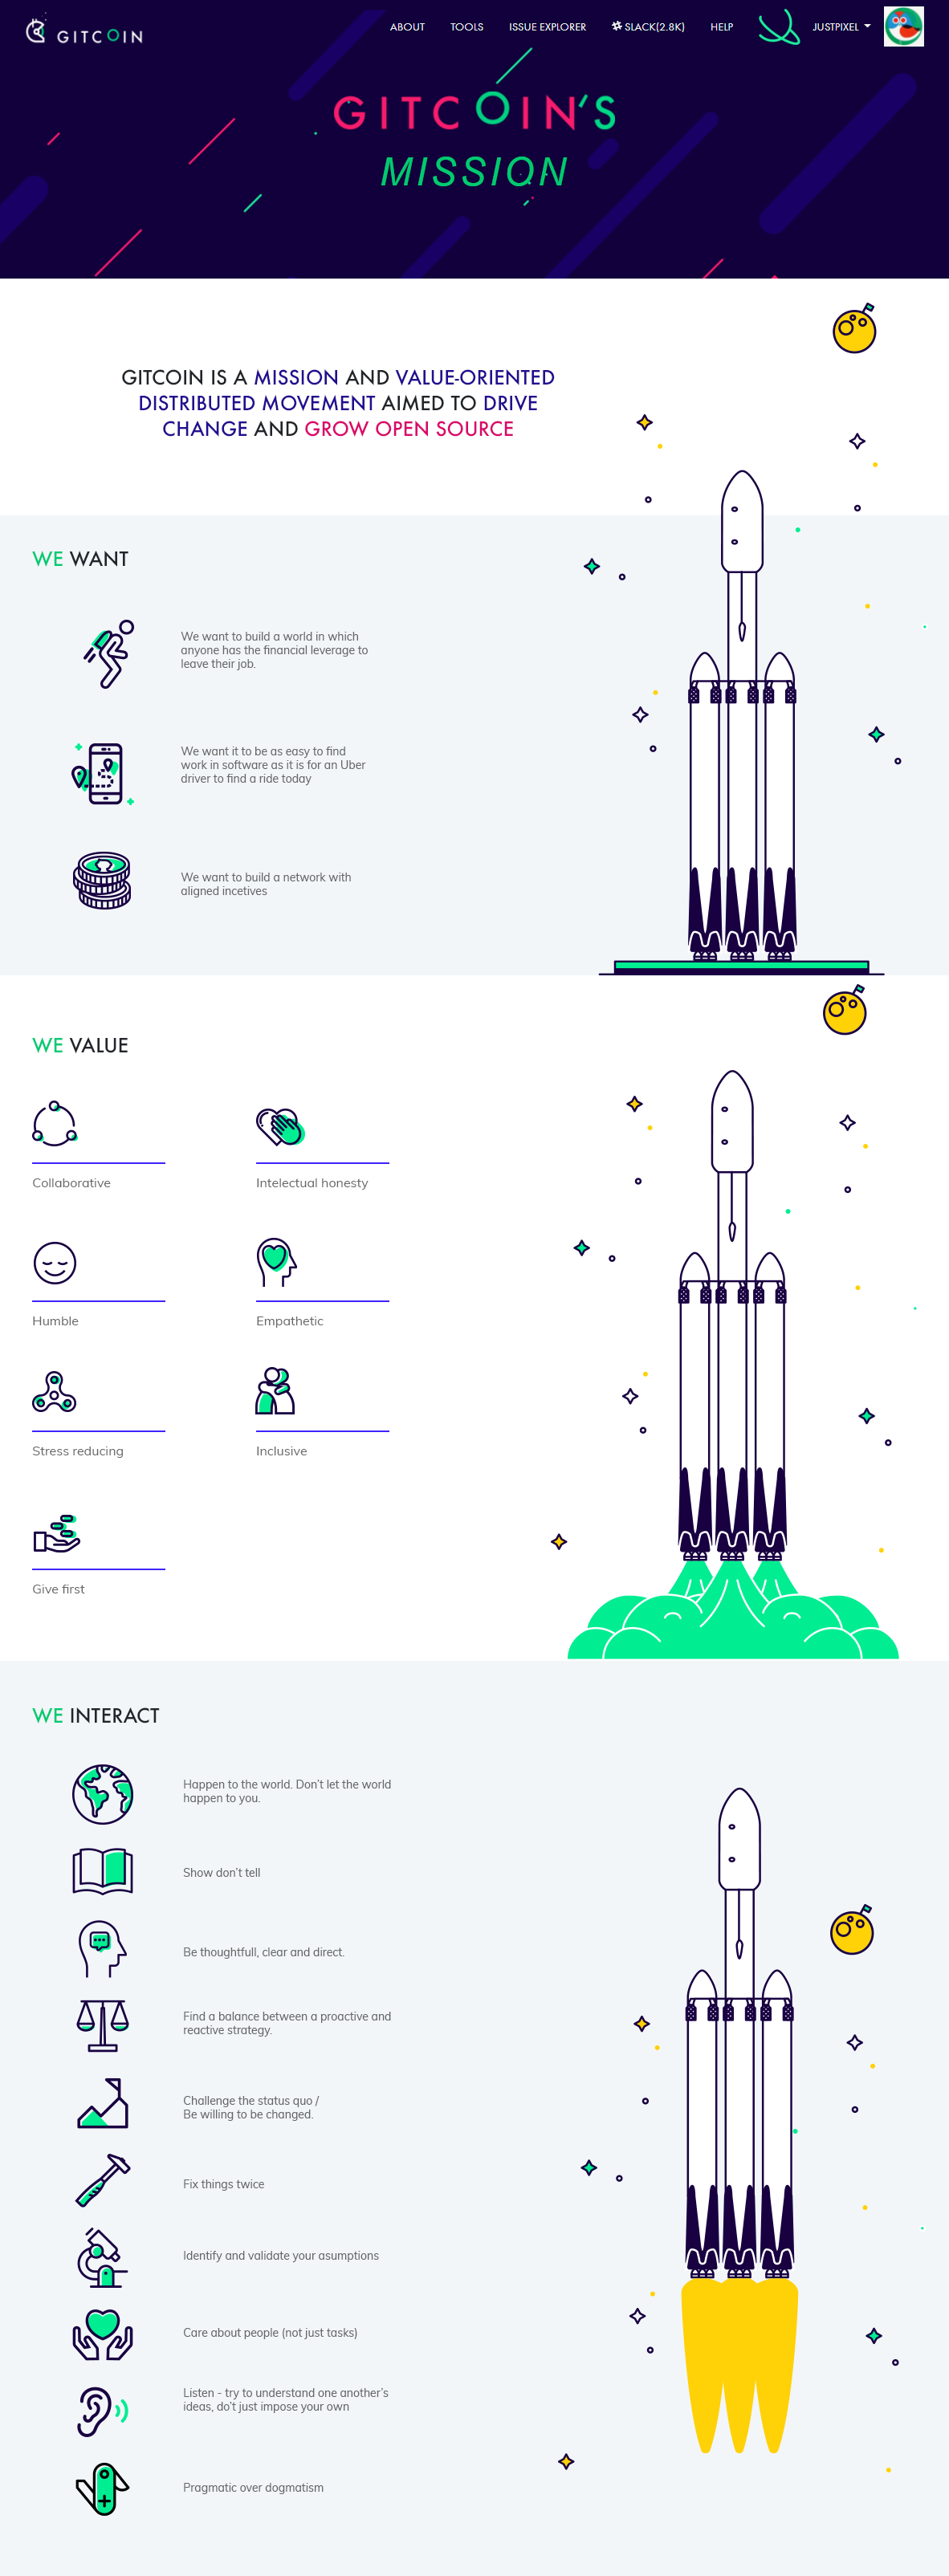 GITCOIN
ABOUT TOOLS ISSUE EXPLORER SLACK(2.8K) HELP JUSTPIXEL
GITCOIN'S
MISSION
GITCOIN IS A MISSION AND VALUE-ORIENTED
DISTRIBUTED MOVEMENT AIMED TO DRIVE
CHANGE AND GROW OPEN SOURCE
WE WANT
We want to build a world in which
anyone has the financial leverage to
leave their job.
We want it to be as easy to find
work in software as it is for an Uber
driver to find a ride today
We want to build a network with
aligned incetives
WE VALUE
Collaborative
Intelectual honesty
Humble
Empathetic
Stress reducing
Inclusive
Give first
WE INTERACT
Happen to the world. Don't let the world
happen to you.
Show don't tell
Be thoughtfull, clear and direct.
Find a balance between a proactive and
reactive strategy.
Challenge the status quo /
Be willing to be changed.
Fix things twice
Identify and validate your asumptions
Care about people (not just tasks)
Listen - try to understand one another's
ideas, do't just impose your own
Pragmatic over dogmatism